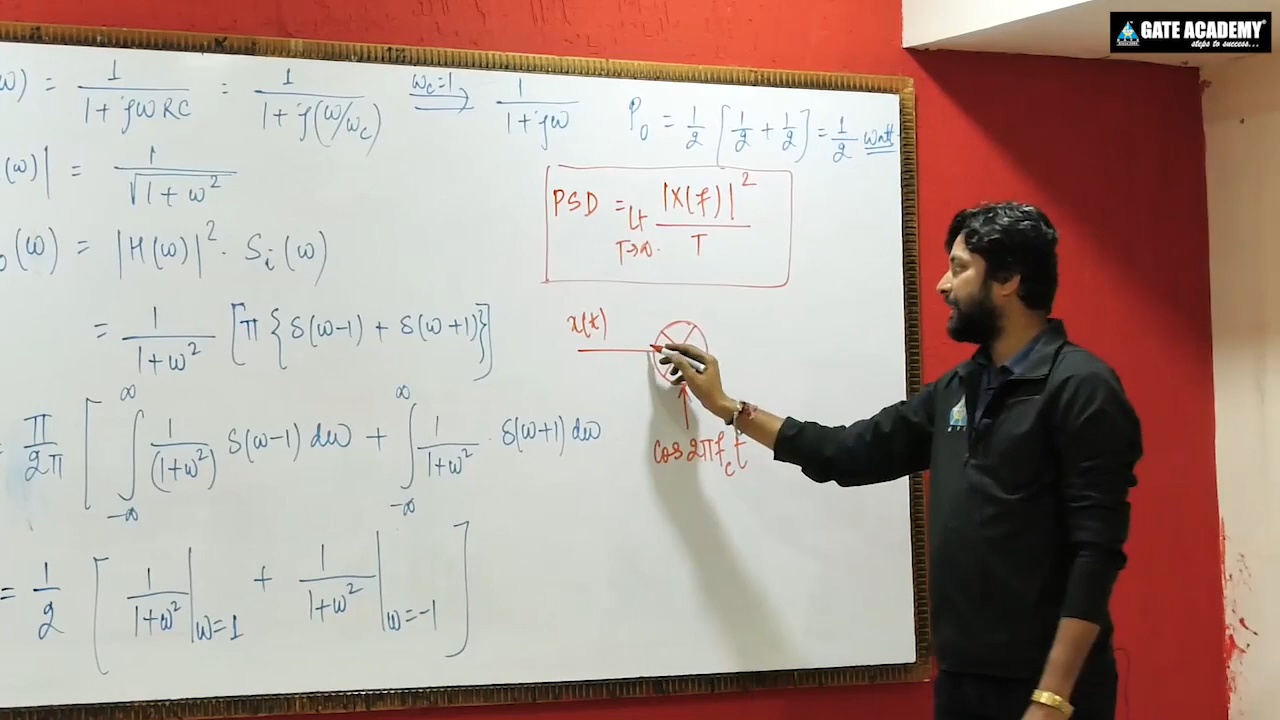 GATE ACADEMY®
steps to success...
ω) = 1/(1+jωRC) = 1/(1+j(ω/ωc)) ωc=1 → 1/(1+jω)
(ω)| = 1/√(1+ω²)
o(ω) = |H(ω)|² · Si(ω)
= 1/(1+ω²) [π{δ(ω-1) + δ(ω+1)}]
= π/2π [∫_{-∞}^{∞} 1/(1+ω²) δ(ω-1) dω + ∫_{-∞}^{∞} 1/(1+ω²) · δ(ω+1) dω
= 1/2 [1/(1+ω²)|ω=1 + 1/(1+ω²)|ω=-1]
P0 = 1/2 [1/2 + 1/2] = 1/2 watt.
PSD = Lt T→∞. |X(f)|²/T
x(t)
cos2πfct